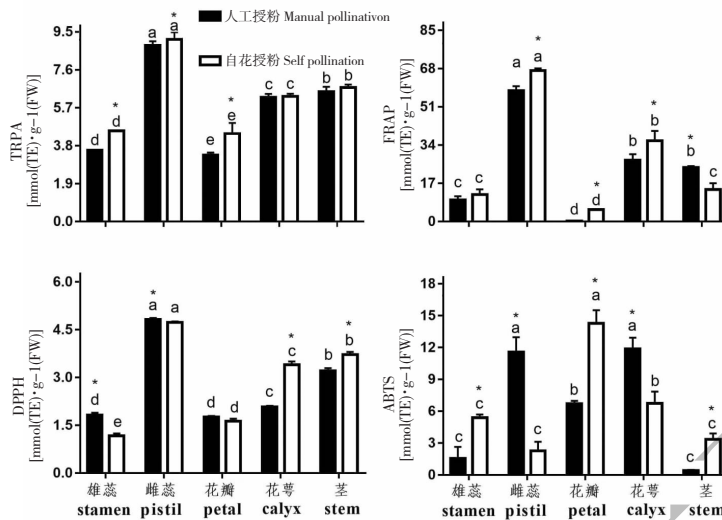 人工授粉 Manual pollinativon
自花授粉 Self pollination
TRPA
[mmol(TE)·g-1(FW)]
9.5
7.6
5.7
3.8
1.9
0.0
d
*
d
a
*
a
e
*
e
c
c
b
b
FRAP
[mmol(TE)·g-1(FW)]
85
68
51
34
17
0
c
c
a
*
a
d
*
d
b
*
b
*
b
c
DPPH
[mmol(TE)·g-1(FW)]
6.0
4.5
3.0
1.5
0.0
*
d
e
*
a
a
d
d
c
*
c
b
*
b
雄蕊 雌蕊 花瓣 花萼 茎
stamen pistil petal calyx stem
ABTS
[mmol(TE)·g-1(FW)]
18
15
12
9
6
3
0
c
*
c
*
a
c
b
*
a
*
a
b
c
*
c
雄蕊 雌蕊 花瓣 花萼 茎
stamen pistil petal calyx stem